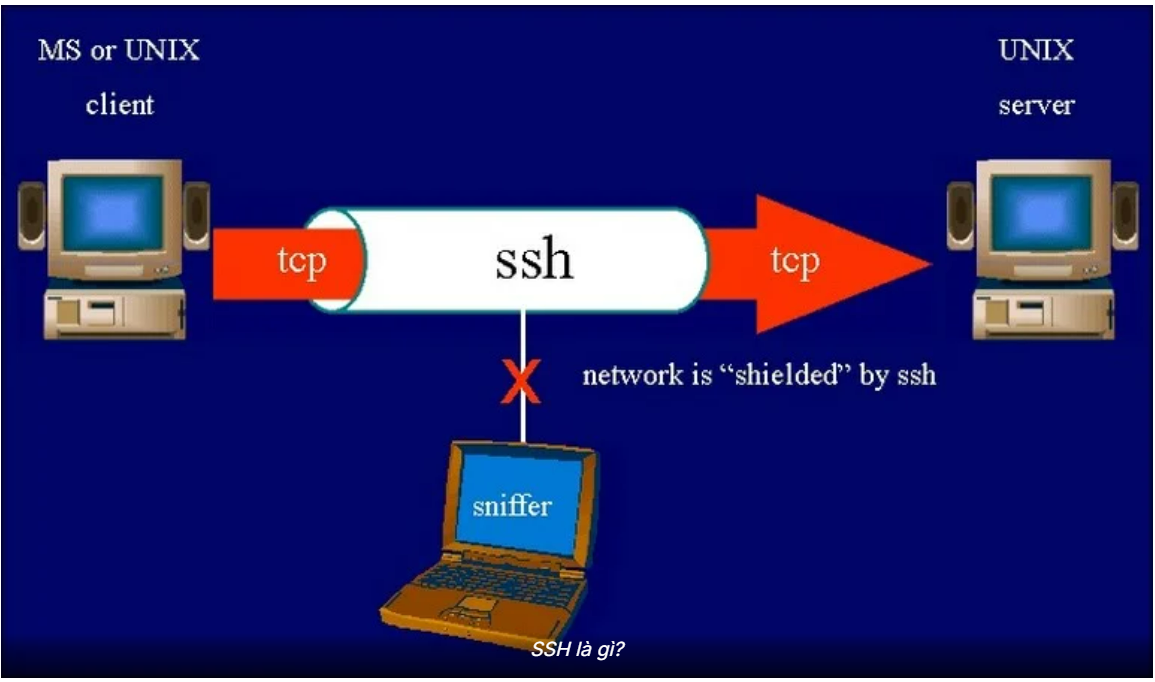 MS or UNIX
client
UNIX
server
tcp
ssh
tcp
X
network is “shielded” by ssh
sniffer
SSH là gì?